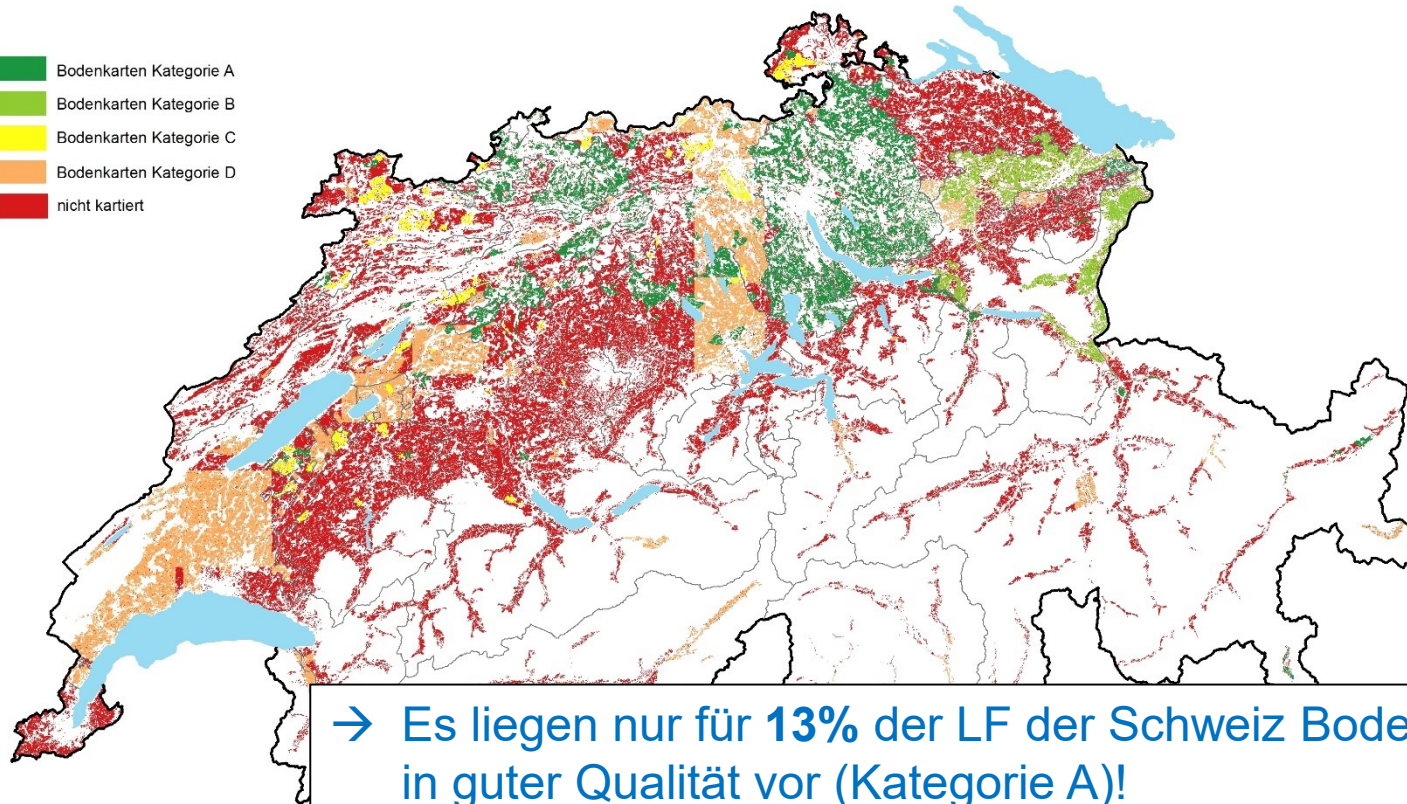 Bodenkarten Kategorie A
Bodenkarten Kategorie B
Bodenkarten Kategorie C
Bodenkarten Kategorie D
nicht kartiert
→ Es liegen nur für 13% der LF der Schweiz
in guter Qualität vor (Kategorie A)!